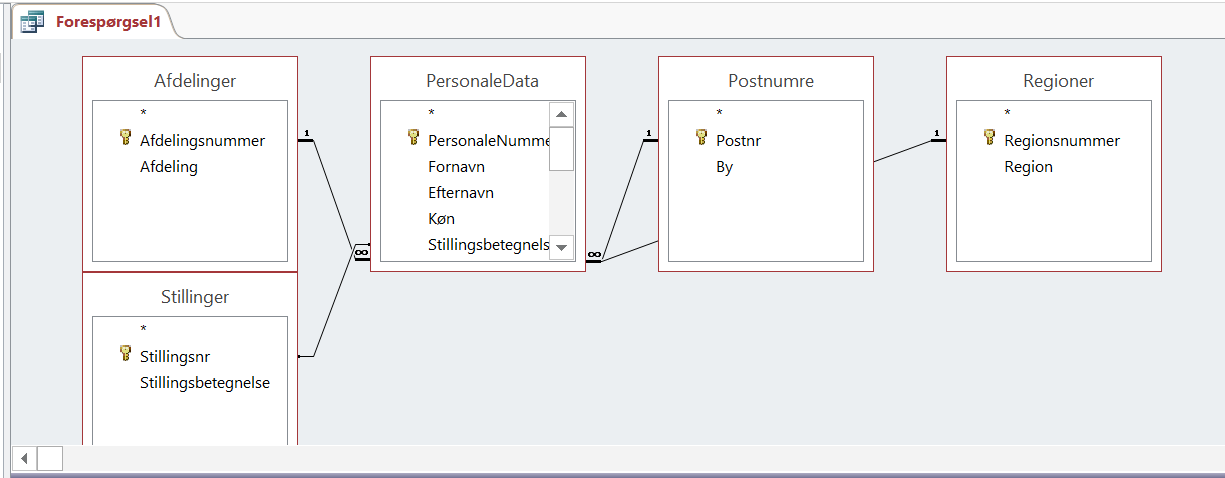 Forespørgsel1
Afdelinger
*
Afdelingsnummer
Afdeling
1
PersonaleData
*
PersonaleNumme
Fornavn
Efternavn
Køn
Stillingsbetegnels
∞
∞
Postnumre
*
Postnr
By
1
Regioner
*
Regionsnummer
Region
1
Stillinger
*
Stillingsnr
Stillingsbetegnelse